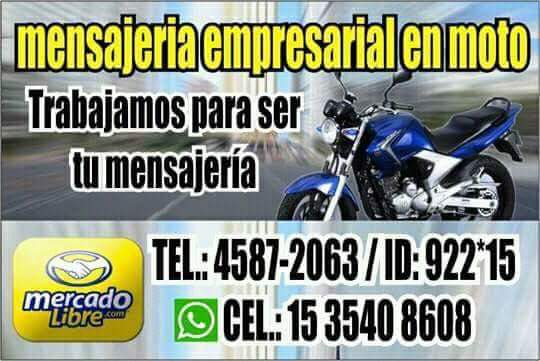 mensajeria empresarial en moto
Trabajamos para ser
tu mensajería
TEL.: 4587-2063 / ID: 922*15
mercado
Libre.com
CEL.: 15 3540 8608